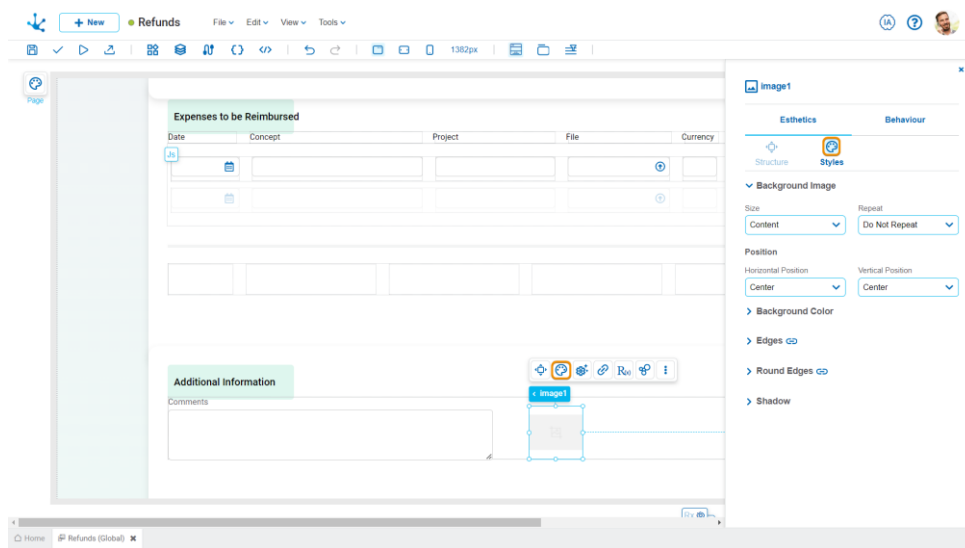 + New
Refunds
File
Edit
View
Tools
IA
?
</>
1382px
Page
Expenses to be Reimbursed
Date
Concept
Project
File
Currency
Js
Additional Information
Comments
‹ image1
image1
Esthetics
Behaviour
Structure
Styles
Background Image
Size
Repeat
Content
Do Not Repeat
Position
Horizontal Position
Vertical Position
Center
Center
Background Color
Edges
Round Edges
Shadow
Home
Refunds (Global)